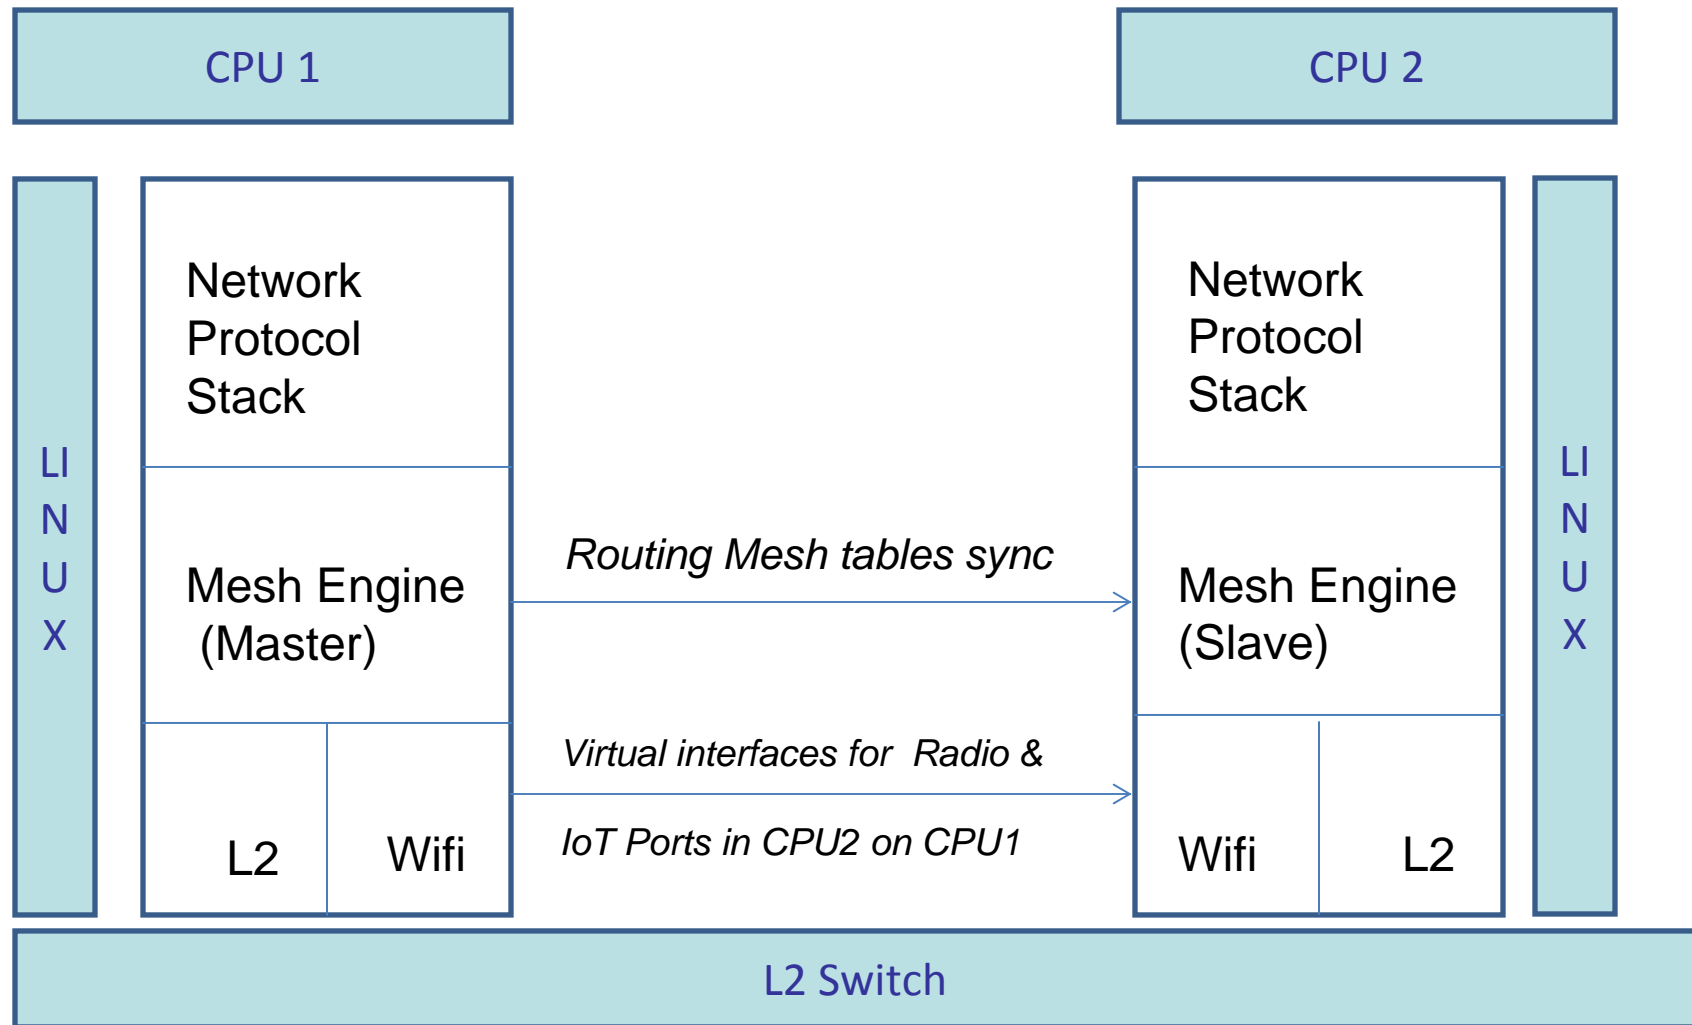 CPU 1
CPU 2
LI
N
U
X
Network
Protocol
Stack
Mesh Engine
(Master)
L2
Wifi
Routing Mesh tables sync
Virtual interfaces for Radio &
IoT Ports in CPU2 on CPU1
Network
Protocol
Stack
Mesh Engine
(Slave)
Wifi
L2
LI
N
U
X
L2 Switch